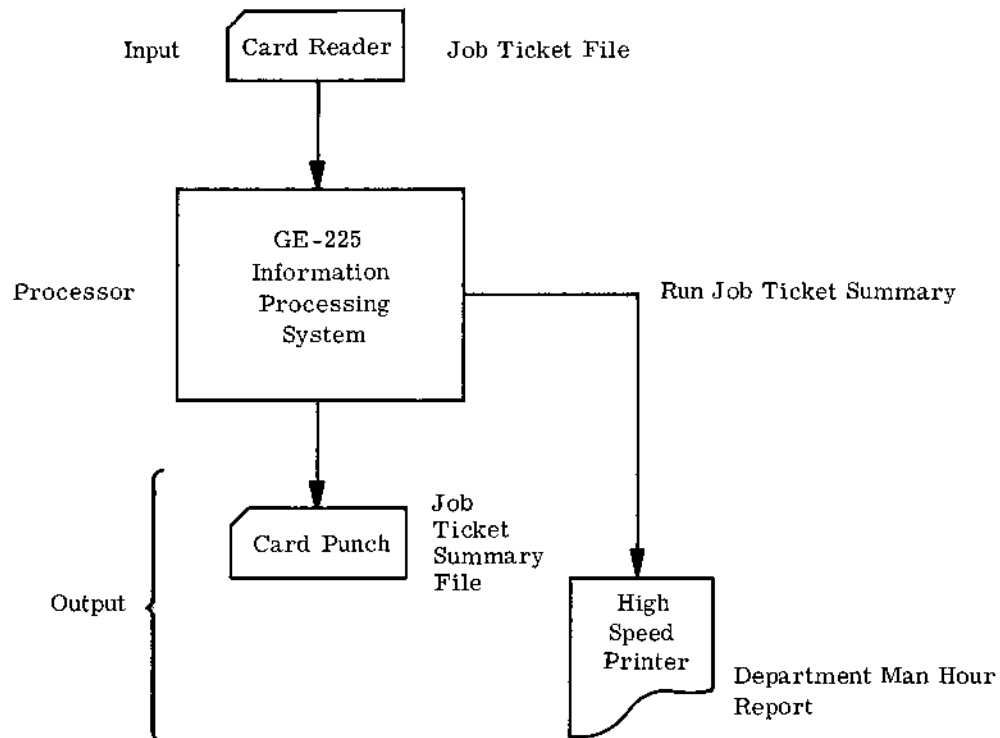 Input
Card Reader
Job Ticket File
GE-225
Information
Processing
System
Processor
Run Job Ticket Summary
Card Punch
Job
Ticket
Summary
File
Output
High
Speed
Printer
Department Man Hour
Report